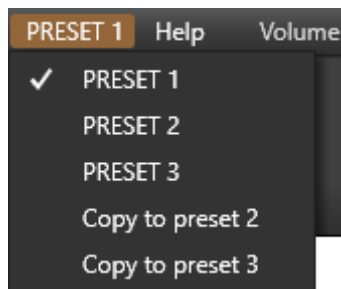 PRESET 1 Help Volume
✓ PRESET 1
PRESET 2
PRESET 3
Copy to preset 2
Copy to preset 3